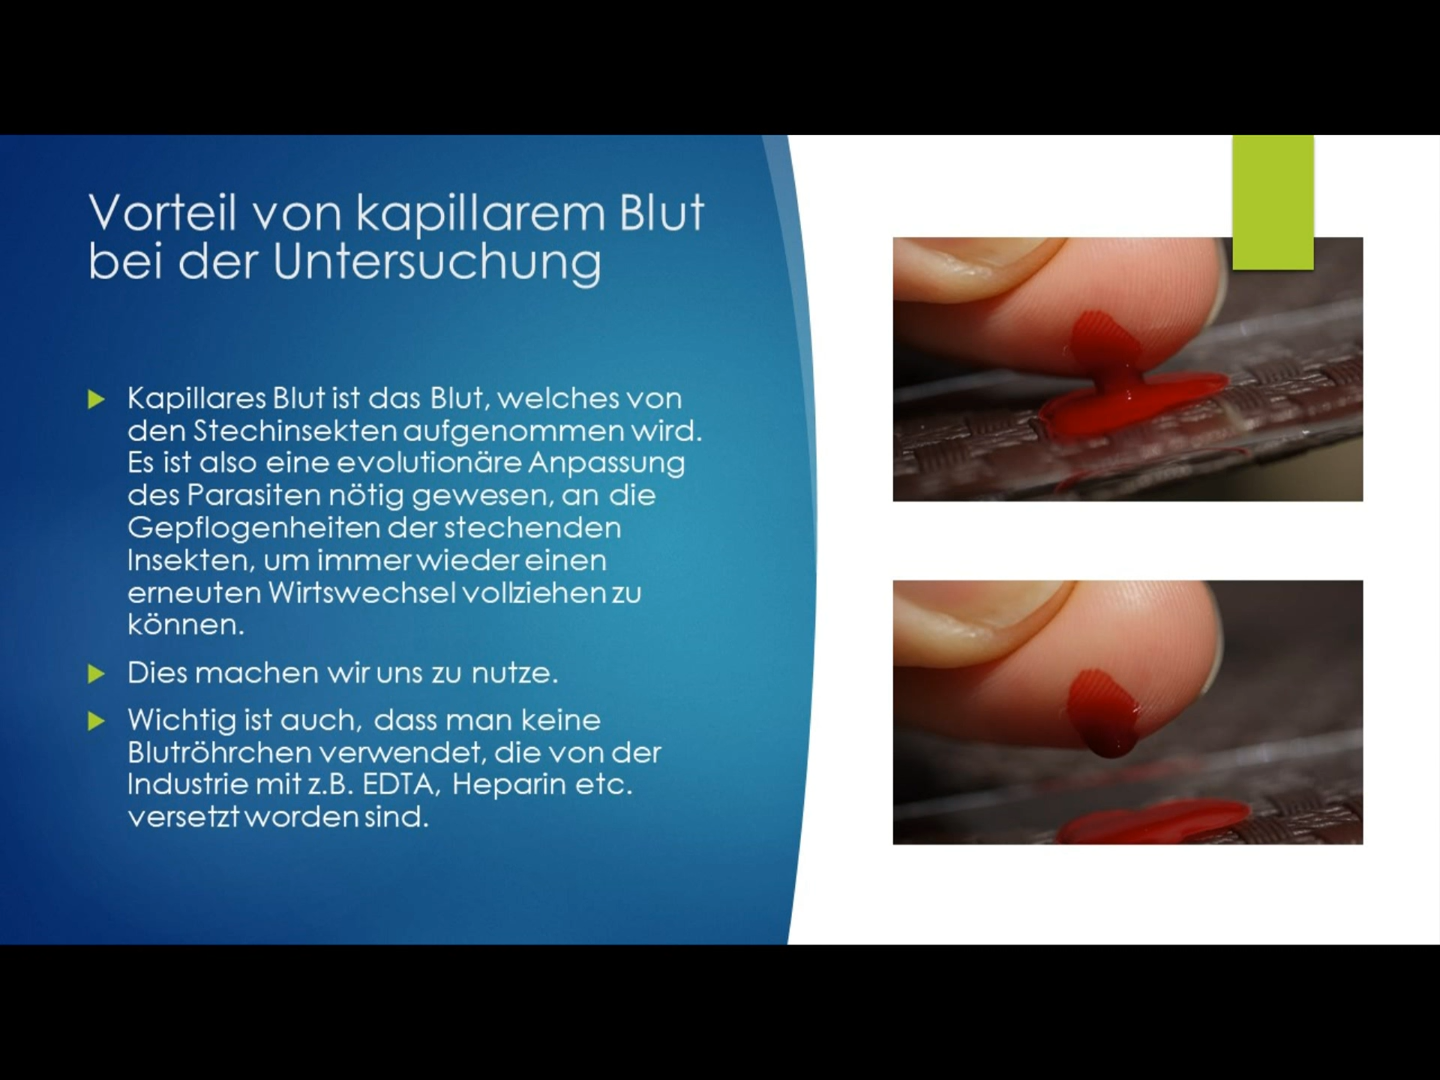 Vorteil von kapillarem Blut
bei der Untersuchung
Kapillares Blut ist das Blut, welches von
den Stechinsekten aufgenommen wird.
Es ist also eine evolutionäre Anpassung
des Parasiten nötig gewesen, an die
Gepflogenheiten der stechenden
Insekten, um immer wieder einen
erneuten Wirtswechsel vollziehen zu
können.
Dies machen wir uns zu nutze.
Wichtig ist auch, dass man keine
Blutröhrchen verwendet, die von der
Industrie mit z.B. EDTA, Heparin etc.
versetzt worden sind.